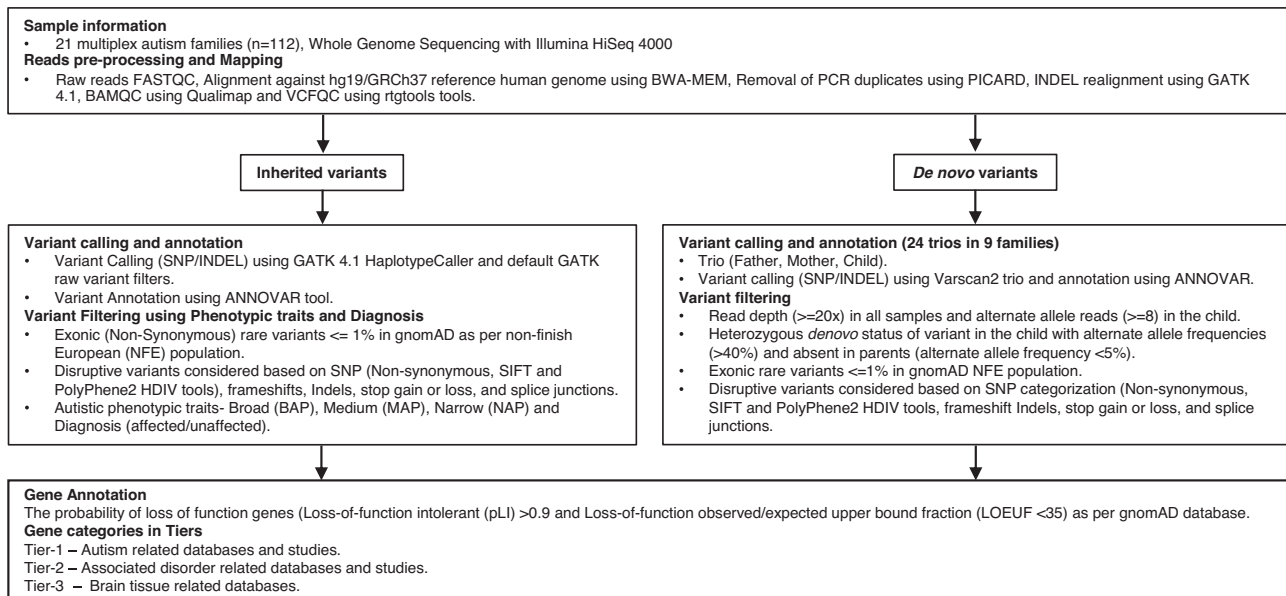 Sample information
• 21 multiplex autism families (n=112), Whole Genome Sequencing with Illumina HiSeq 4000
Reads pre-processing and Mapping
• Raw reads FASTQC, Alignment against hg19/GRCh37 reference human genome using BWA-MEM, Removal of PCR duplicates using PICARD, INDEL realignment using GATK
4.1, BAMQC using Qualimap and VCFQC using rtgtools tools.
Inherited variants
De novo variants
Variant calling and annotation
• Variant Calling (SNP/INDEL) using GATK 4.1 HaplotypeCaller and default GATK
raw variant filters.
• Variant Annotation using ANNOVAR tool.
Variant Filtering using Phenotypic traits and Diagnosis
• Exonic (Non-Synonymous) rare variants <= 1% in gnomAD as per non-finish
European (NFE) population.
• Disruptive variants considered based on SNP (Non-synonymous, SIFT and
PolyPhene2 HDIV tools), frameshifts, Indels, stop gain or loss, and splice junctions.
• Autistic phenotypic traits- Broad (BAP), Medium (MAP), Narrow (NAP) and
Diagnosis (affected/unaffected).
Variant calling and annotation (24 trios in 9 families)
• Trio (Father, Mother, Child).
• Variant calling (SNP/INDEL) using Varscan2 trio and annotation using ANNOVAR.
Variant filtering
• Read depth (>=20x) in all samples and alternate allele reads (>=8) in the child.
• Heterozygous denovo status of variant in the child with alternate allele frequencies
(>40%) and absent in parents (alternate allele frequency <5%).
• Exonic rare variants <=1% in gnomAD NFE population.
• Disruptive variants considered based on SNP categorization (Non-synonymous,
SIFT and PolyPhene2 HDIV tools, frameshift Indels, stop gain or loss, and splice
junctions.
Gene Annotation
The probability of loss of function genes (Loss-of-function intolerant (pLI) >0.9 and Loss-of-function observed/expected upper bound fraction (LOEUF <35) as per gnomAD database.
Gene categories in Tiers
Tier-1 – Autism related databases and studies.
Tier-2 – Associated disorder related databases and studies.
Tier-3 – Brain tissue related databases.